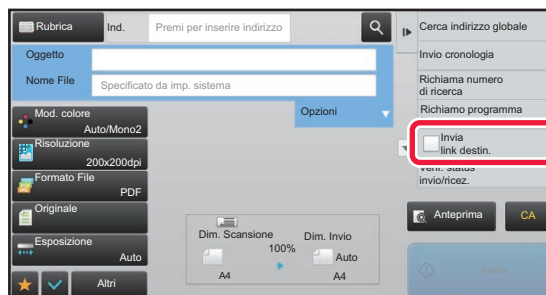 Rubrica
Ind.
Premi per inserire indirizzo
Oggetto
Nome File
Specificato da imp. sistema
Opzioni
Mod. colore
Auto/Mono2
Risoluzione
200x200dpi
Formato File
PDF
Originale
Esposizione
Auto
Altri
Dim. Scansione
A4
100%
Dim. Invio
Auto
A4
Cerca indirizzo globale
Invio cronologia
Richiama numero
di ricerca
Richiamo programma
Invia
link destin.
Verif. status
invio/ricez.
Anteprima
CA